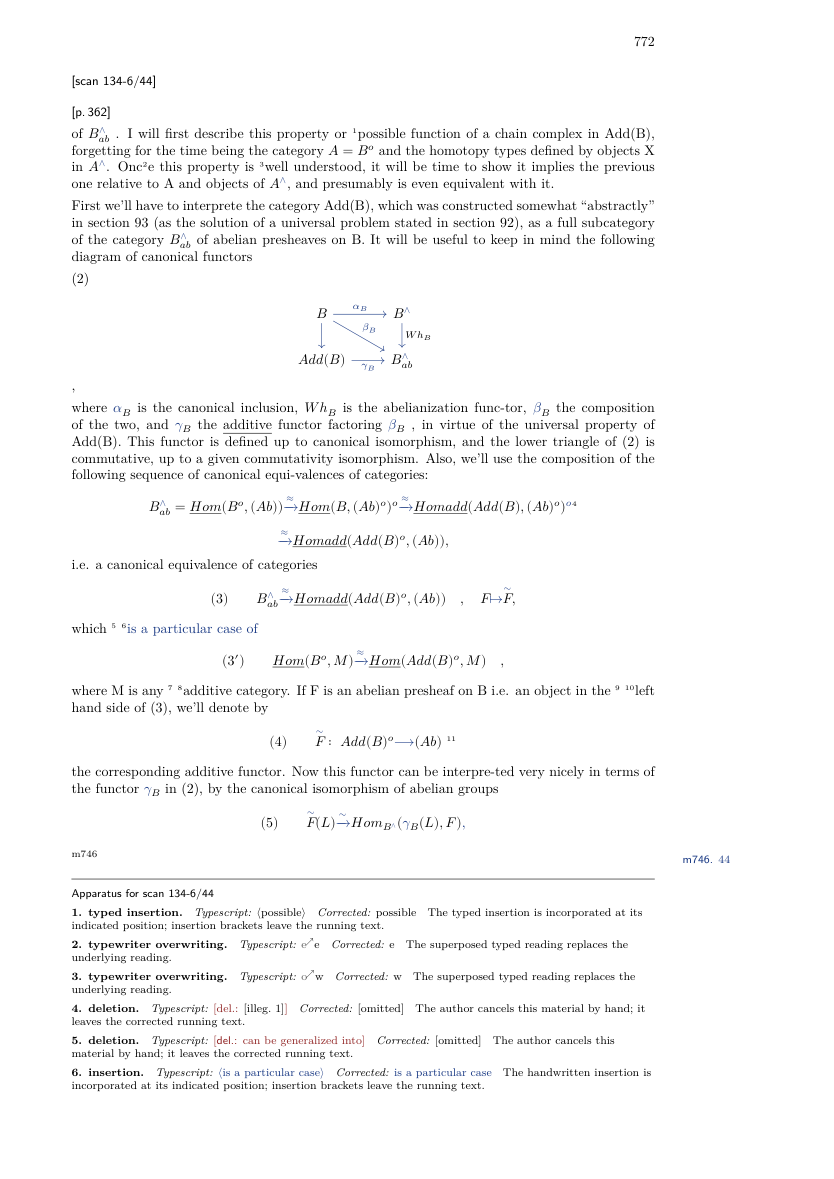 772
[scan 134-6/44]
[p. 362]
of B^∧_ab . I will first describe this property or ¹possible function of a chain complex in Add(B),
forgetting for the time being the category A = B^o and the homotopy types defined by objects X
in A^∧. Onc²e this property is ³well understood, it will be time to show it implies the previous
one relative to A and objects of A^∧, and presumably is even equivalent with it.
First we'll have to interpret the category Add(B), which was constructed somewhat “abstractly”
in section 93 (as the solution of a universal problem stated in section 92), as a full subcategory
of the category B^∧_ab of abelian presheaves on B. It will be useful to keep in mind the following
diagram of canonical functors
(2)
B α_B B^∧
β_B Wh_B
Add(B) γ_B B^∧_ab
,
where α_B is the canonical inclusion, Wh_B is the abelianization func-tor, β_B the composition
of the two, and γ_B the additive functor factoring β_B , in virtue of the universal property of
Add(B). This functor is defined up to canonical isomorphism, and the lower triangle of (2) is
commutative, up to a given commutativity isomorphism. Also, we'll use the composition of the
following sequence of canonical equi-valences of categories:
B^∧_ab = Hom(B^o, (Ab)) ≈→ Hom(B, (Ab)^o)^o ≈→ Homadd(Add(B), (Ab)^o)^o ⁴
≈→ Homadd(Add(B)^o, (Ab)),
i.e. a canonical equivalence of categories
(3) B^∧_ab ≈→ Homadd(Add(B)^o, (Ab)) , F ↦ F̃,
which ⁵ ⁶is a particular case of
(3′) Hom(B^o, M) ≈→ Hom(Add(B)^o, M) ,
where M is any ⁷ ⁸additive category. If F is an abelian presheaf on B i.e. an object in the ⁹ ¹⁰left
hand side of (3), we'll denote by
(4) F̃ : Add(B)^o ⟶ (Ab) ¹¹
the corresponding additive functor. Now this functor can be interpre-ted very nicely in terms of
the functor γ_B in (2), by the canonical isomorphism of abelian groups
(5) F̃(L) ∼→ Hom_{B^∧}(γ_B(L), F),
m746
m746. 44
Apparatus for scan 134-6/44
1. typed insertion. Typescript: ⟨possible⟩ Corrected: possible The typed insertion is incorporated at its
indicated position; insertion brackets leave the running text.
2. typewriter overwriting. Typescript: e↗e Corrected: e The superposed typed reading replaces the
underlying reading.
3. typewriter overwriting. Typescript: o↗w Corrected: w The superposed typed reading replaces the
underlying reading.
4. deletion. Typescript: [del.: [illeg. 1]] Corrected: [omitted] The author cancels this material by hand; it
leaves the corrected running text.
5. deletion. Typescript: [del.: can be generalized into] Corrected: [omitted] The author cancels this
material by hand; it leaves the corrected running text.
6. insertion. Typescript: ⟨is a particular case⟩ Corrected: is a particular case The handwritten insertion is
incorporated at its indicated position; insertion brackets leave the running text.